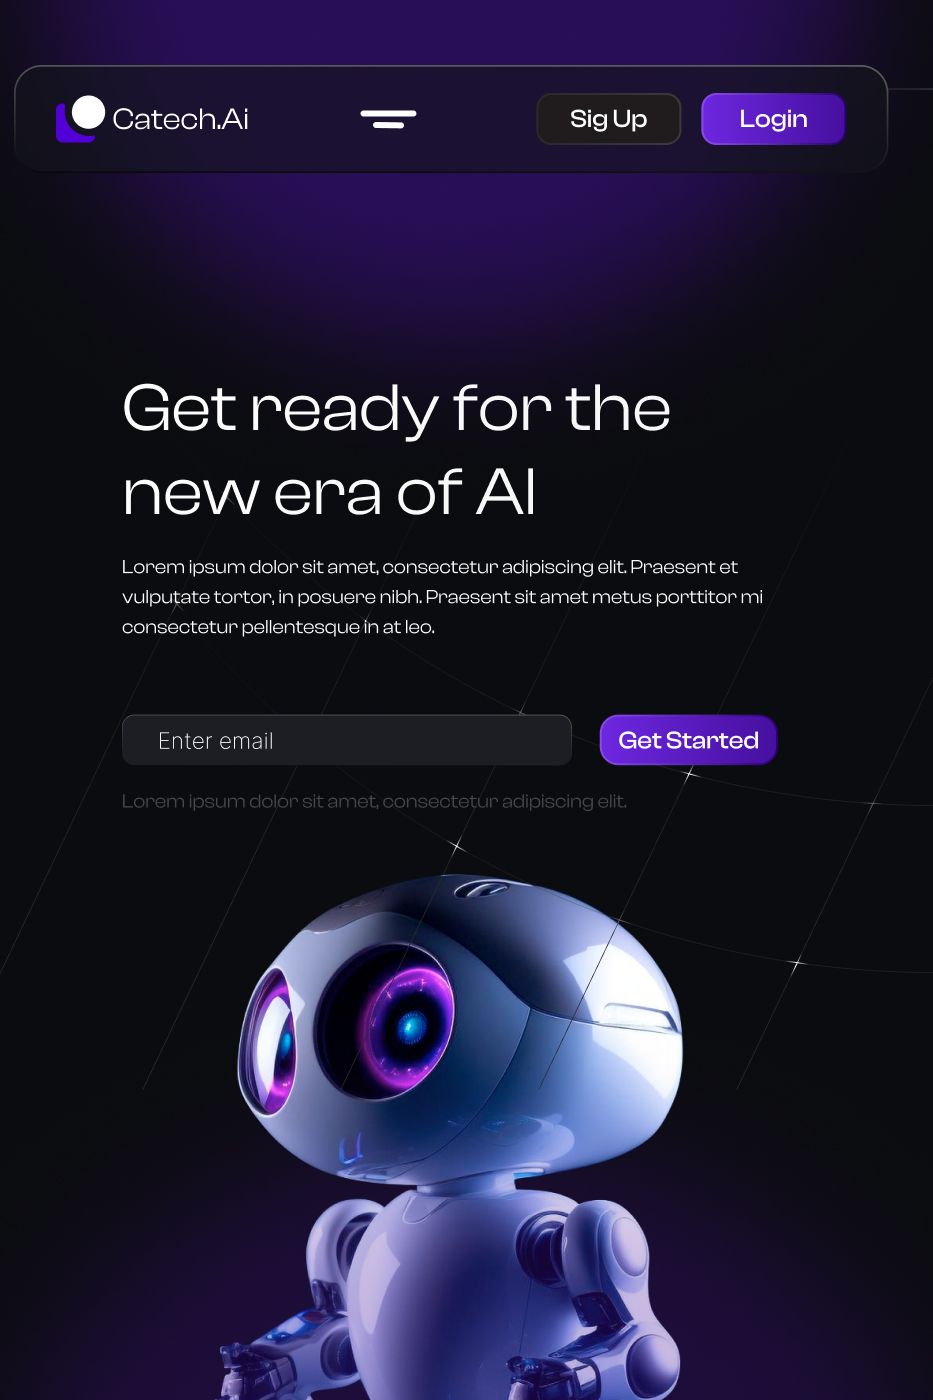 Catech.Ai
Sig Up
Login
Get ready for the
new era of AI
Lorem ipsum dolor sit amet, consectetur adipiscing elit. Praesent et
vulputate tortor, in posuere nibh. Praesent sit amet metus porttitor mi
consectetur pellentesque in at leo.
Enter email
Get Started
Lorem ipsum dolor sit amet, consectetur adipiscing elit.